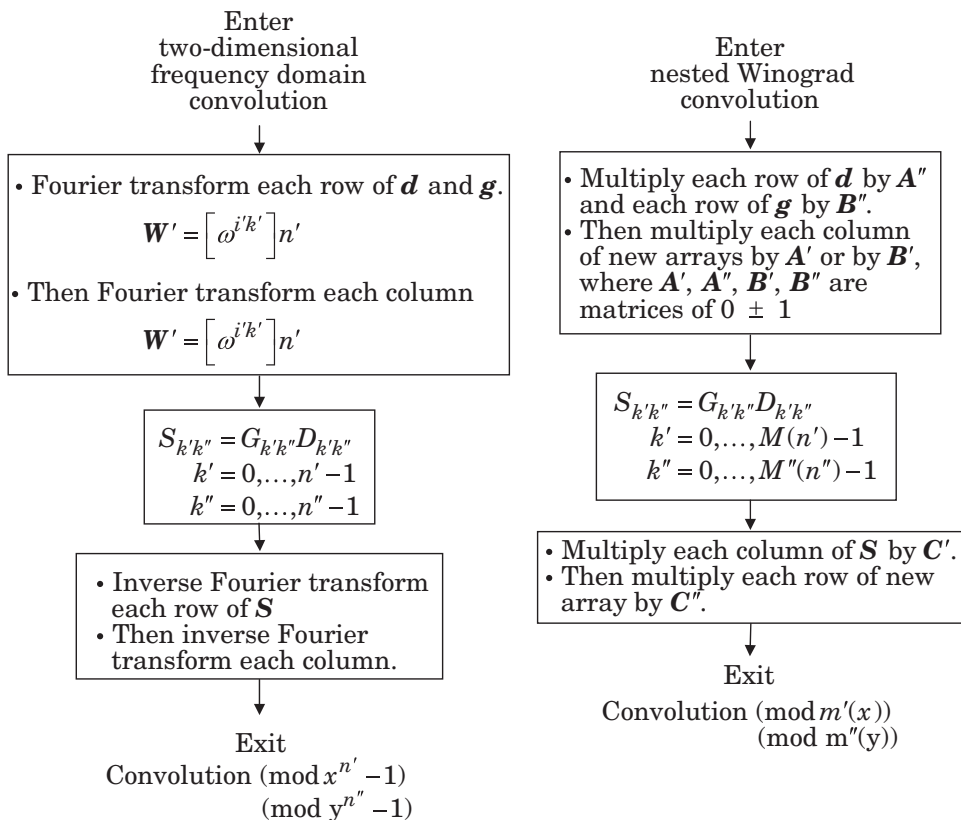 Enter
two-dimensional
frequency domain
convolution
• Fourier transform each row of d and g.
W′ = [ω^{i′k′}] n′
• Then Fourier transform each column
W′ = [ω^{i′k′}] n′
S_{k′k″} = G_{k′k″}D_{k′k″}
k′ = 0,…,n′ −1
k″ = 0,…,n″ −1
• Inverse Fourier transform
each row of S
• Then inverse Fourier
transform each column.
Exit
Convolution (mod x^{n′} −1)
(mod y^{n″} −1)
Enter
nested Winograd
convolution
• Multiply each row of d by A″
and each row of g by B″.
• Then multiply each column
of new arrays by A′ or by B′,
where A′, A″, B′, B″ are
matrices of 0 ± 1
S_{k′k″} = G_{k′k″}D_{k′k″}
k′ = 0,…,M(n′)−1
k″ = 0,…,M″(n″)−1
• Multiply each column of S by C′.
• Then multiply each row of new
array by C″.
Exit
Convolution (mod m′(x))
(mod m″(y))